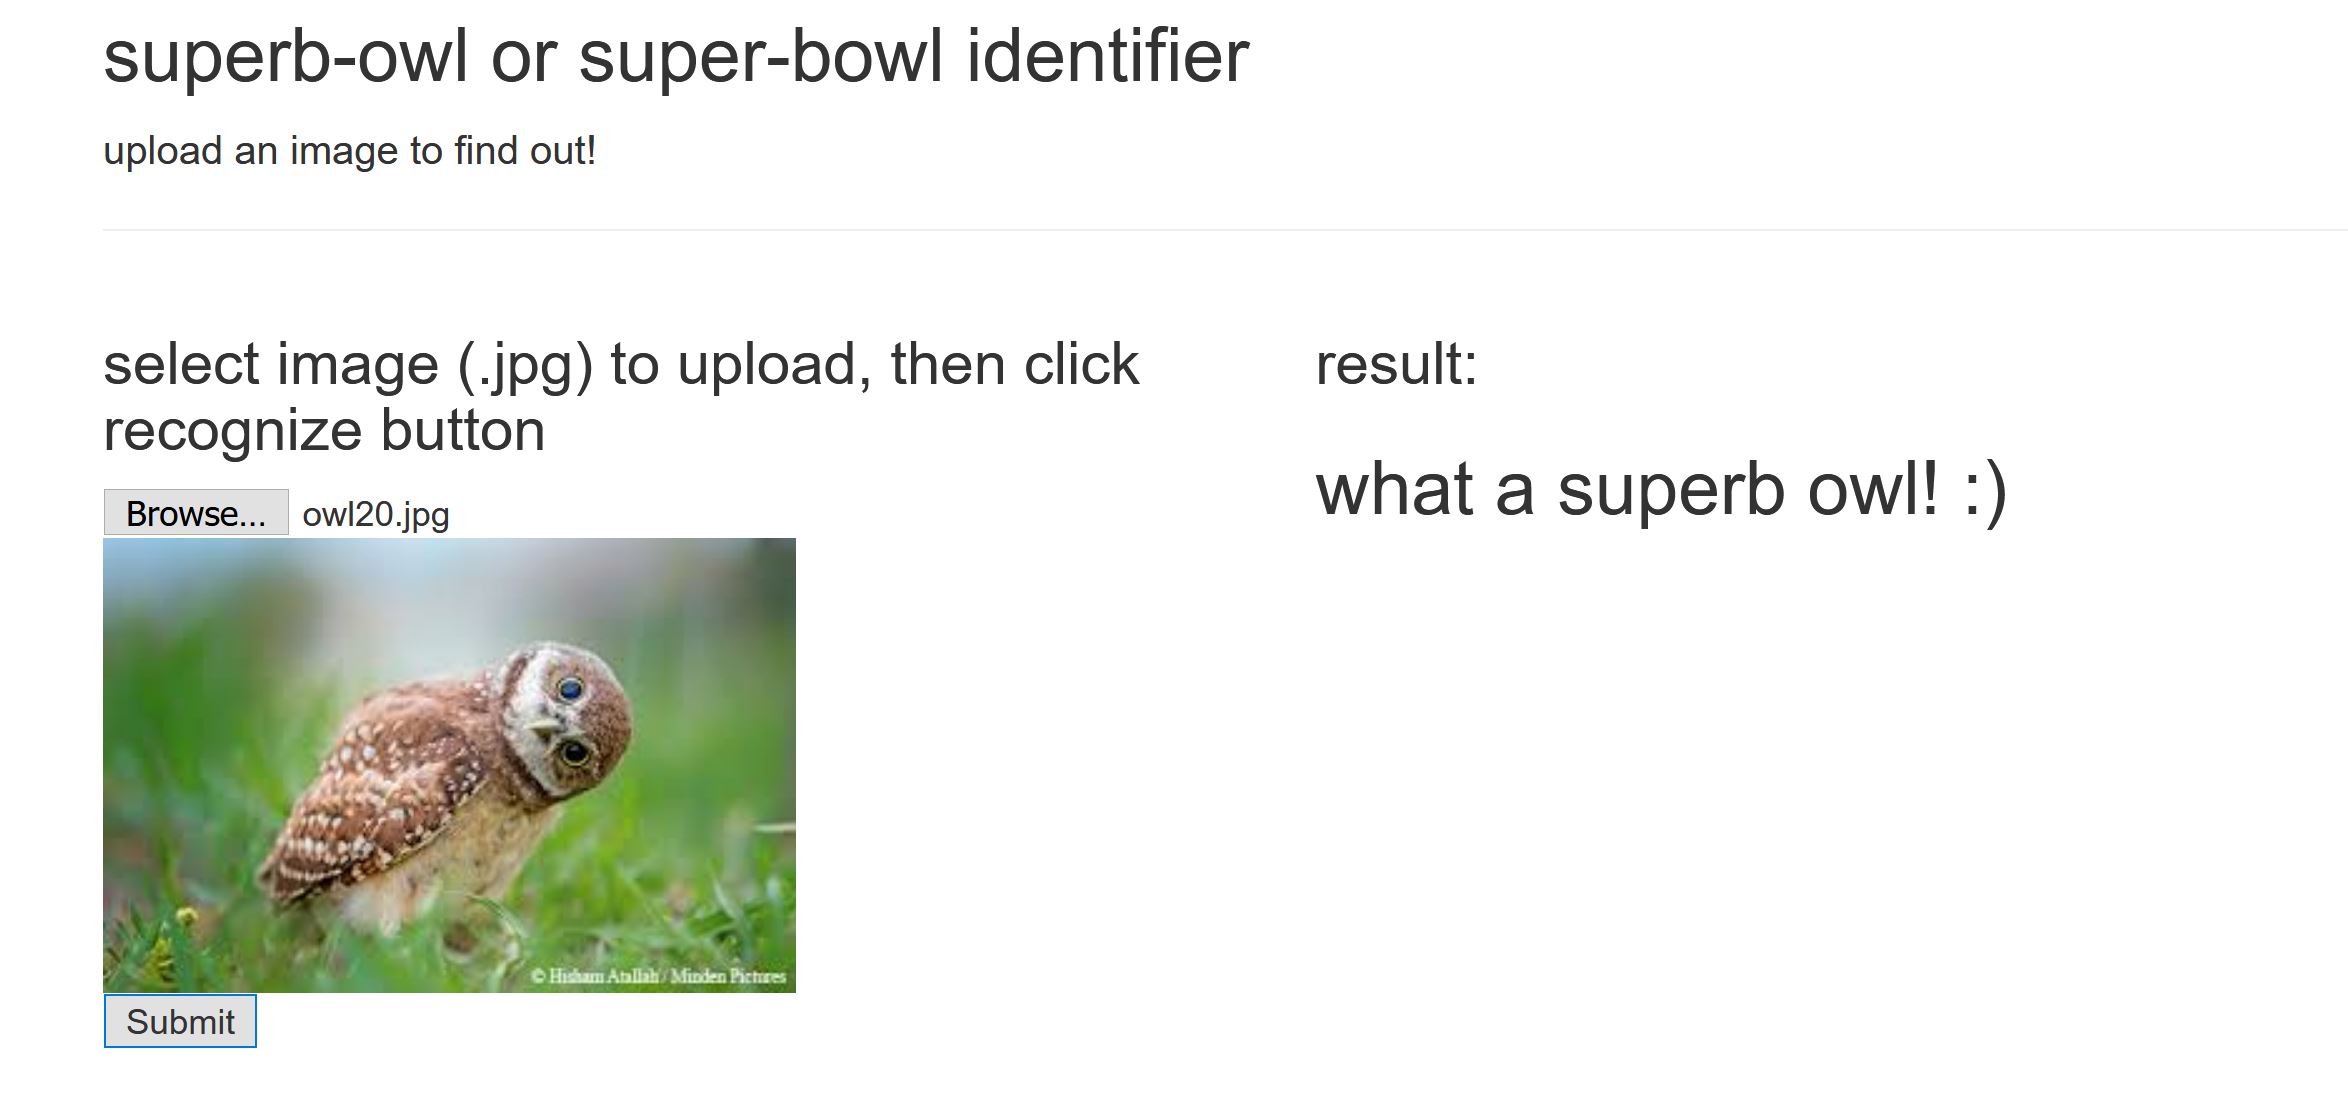 superb-owl or super-bowl identifier
upload an image to find out!
select image (.jpg) to upload, then click
recognize button
Browse... owl20.jpg
© Hisham Atallah / Minden Pictures
Submit
result:
what a superb owl! :)